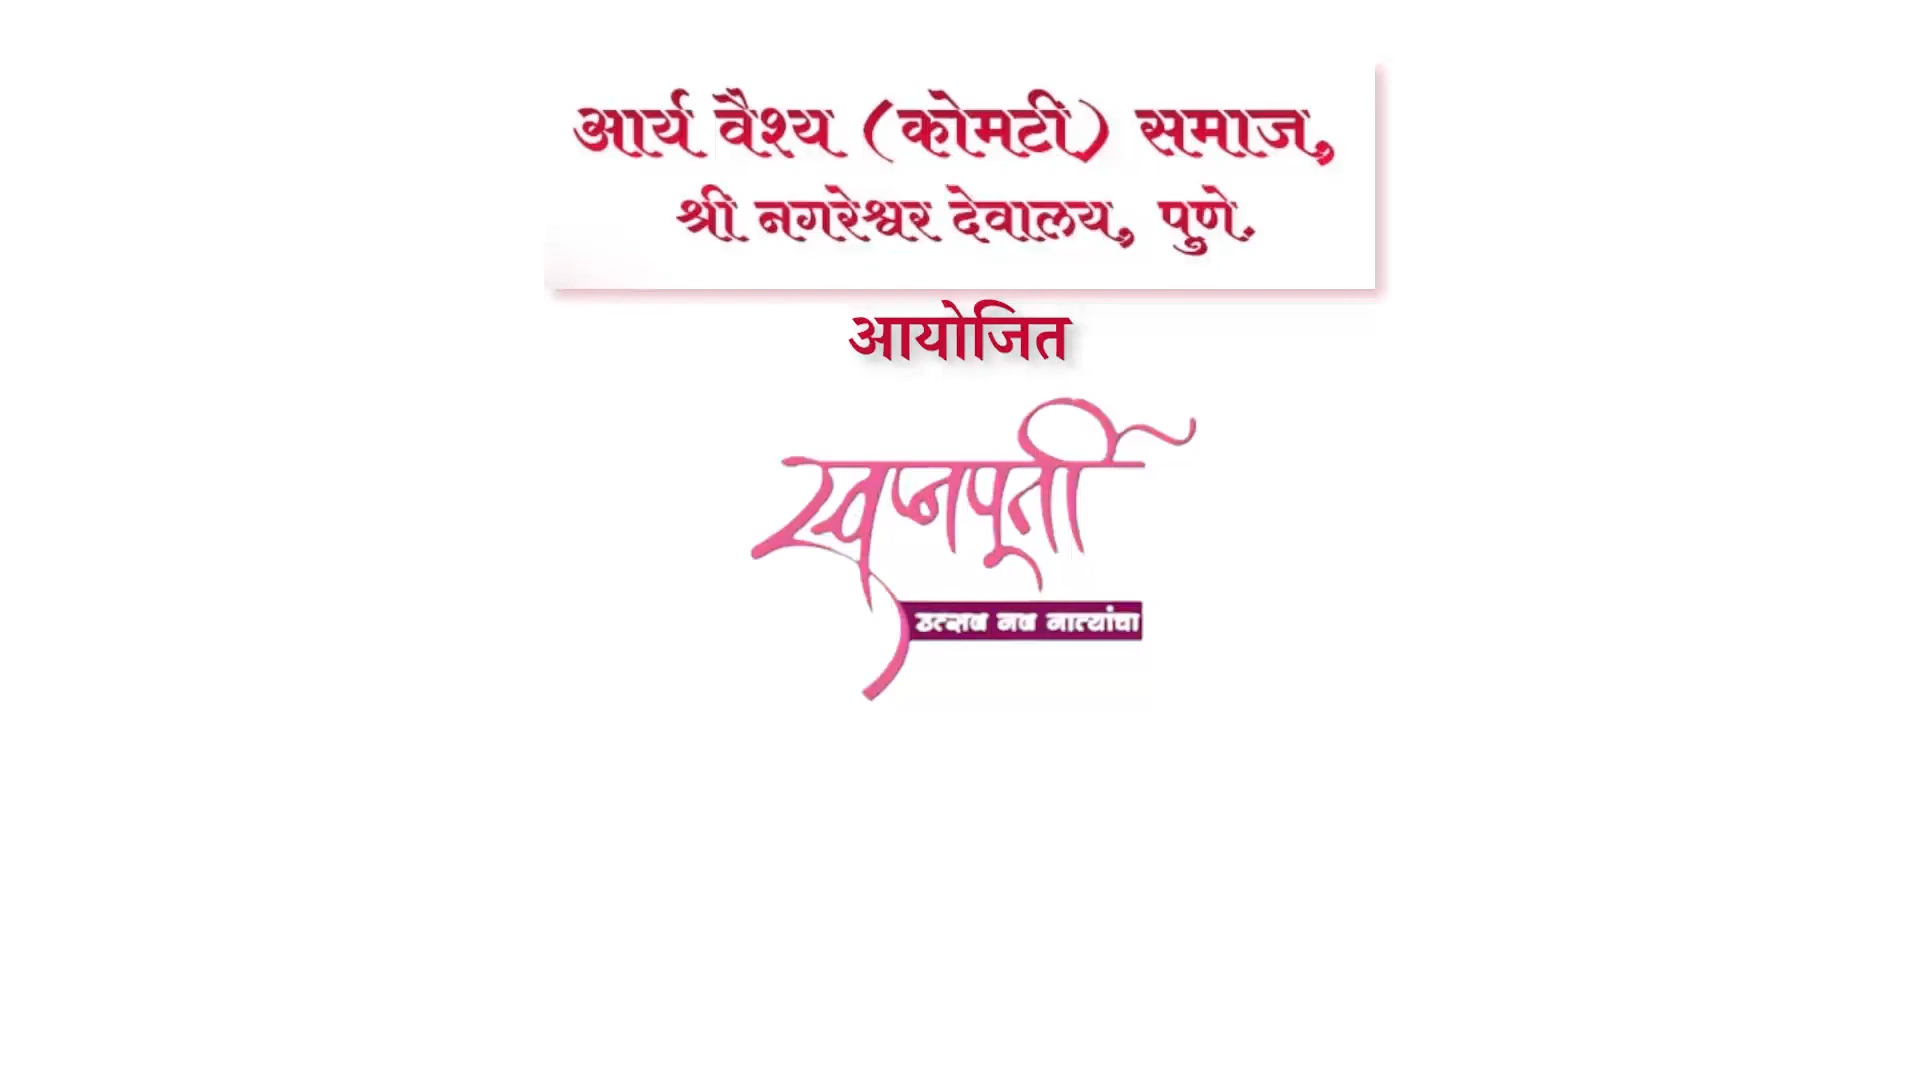 आर्य वैश्य (कोमटी) समाज,
श्री नगरेश्वर देवालय, पुणे.
आयोजित
स्वप्नपूर्ती
उत्सव नव नात्यांचा